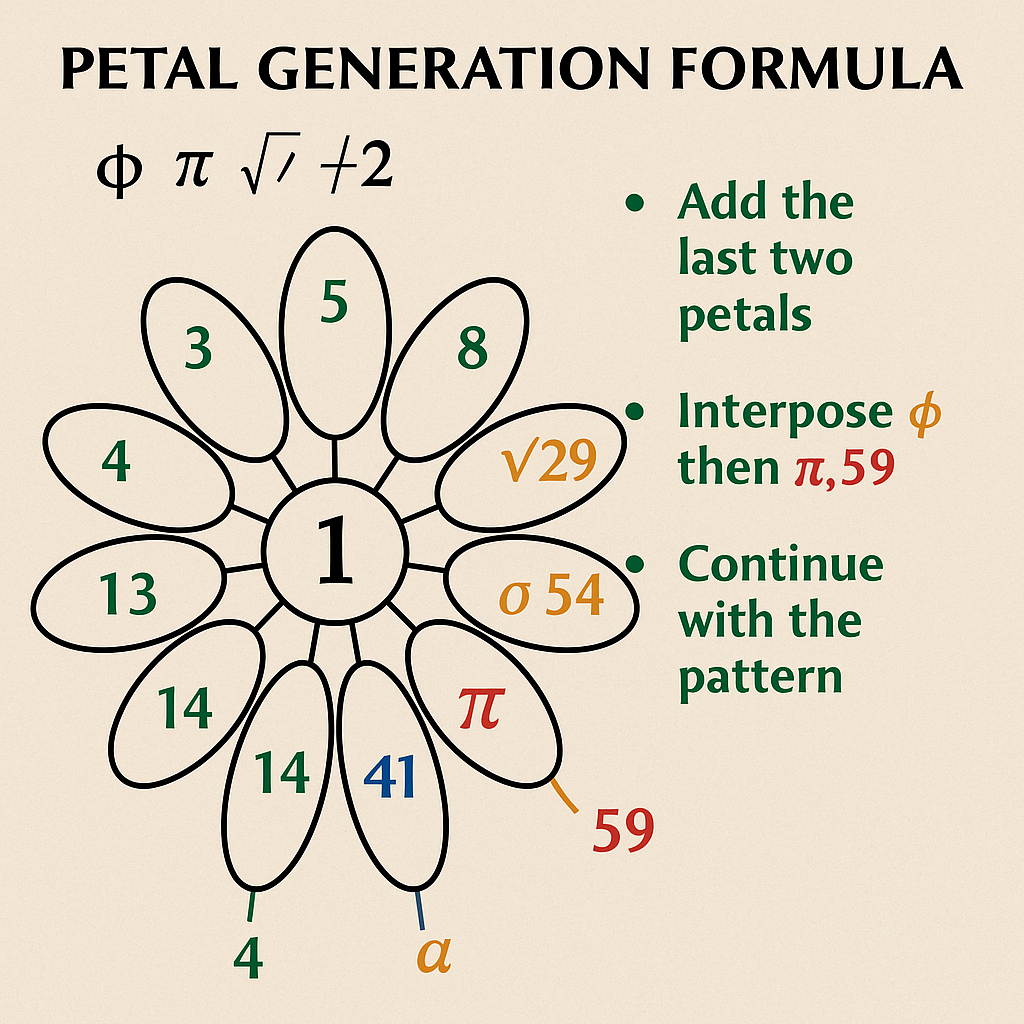 PETAL GENERATION FORMULA
ϕ π √′ +2
• Add the
last two
petals
• Interpose ϕ
then π,59
• Continue
with the
pattern
5
3
8
4
√29
1
13
σ 54
14
π
14
41
59
4
α